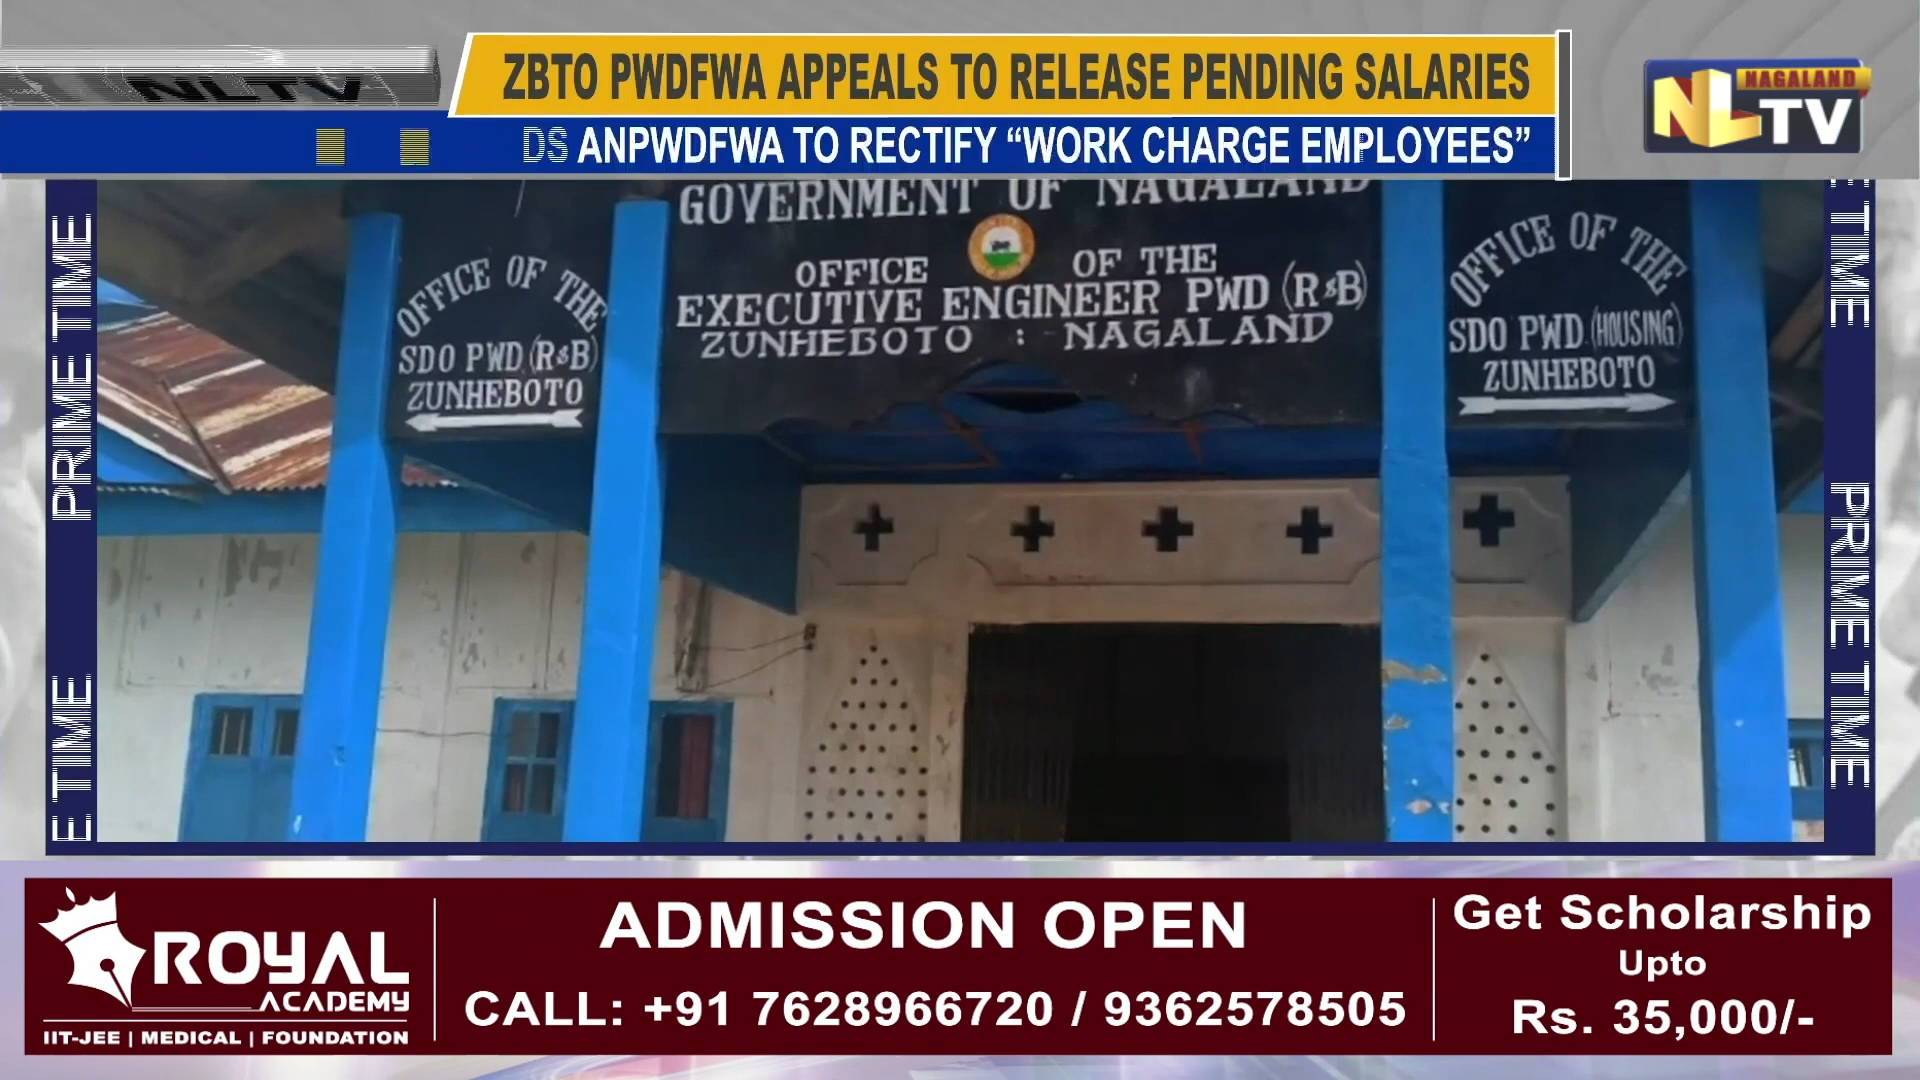 ZBTO PWDFWA APPEALS TO RELEASE PENDING SALARIES
NLTV
DS ANPWDFWA TO RECTIFY “WORK CHARGE EMPLOYEES”
NAGALAND
NLTV
GOVERNMENT OF NAGALAND
OFFICE OF THE
EXECUTIVE ENGINEER PWD (R&B)
ZUNHEBOTO : NAGALAND
OFFICE OF THE
SDO PWD (R&B)
ZUNHEBOTO
OFFICE OF THE
SDO PWD (HOUSING)
ZUNHEBOTO
PRIME TIME
E TIME
E TIME
PRIME TIME
ROYAL
ACADEMY
IIT-JEE | MEDICAL | FOUNDATION
ADMISSION OPEN
CALL: +91 7628966720 / 9362578505
Get Scholarship
Upto
Rs. 35,000/-